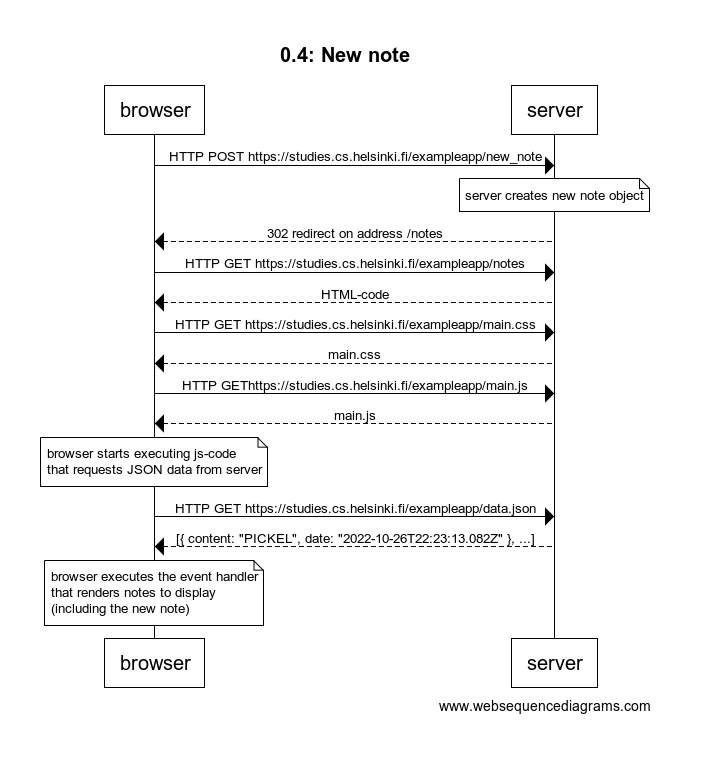 0.4: New note
browser
server
HTTP POST https://studies.cs.helsinki.fi/exampleapp/new_note
server creates new note object
302 redirect on address /notes
HTTP GET https://studies.cs.helsinki.fi/exampleapp/notes
HTML-code
HTTP GET https://studies.cs.helsinki.fi/exampleapp/main.css
main.css
HTTP GEThttps://studies.cs.helsinki.fi/exampleapp/main.js
main.js
browser starts executing js-code
that requests JSON data from server
HTTP GET https://studies.cs.helsinki.fi/exampleapp/data.json
[{ content: "PICKEL", date: "2022-10-26T22:23:13.082Z" }, ...]
browser executes the event handler
that renders notes to display
(including the new note)
browser
server
www.websequencediagrams.com